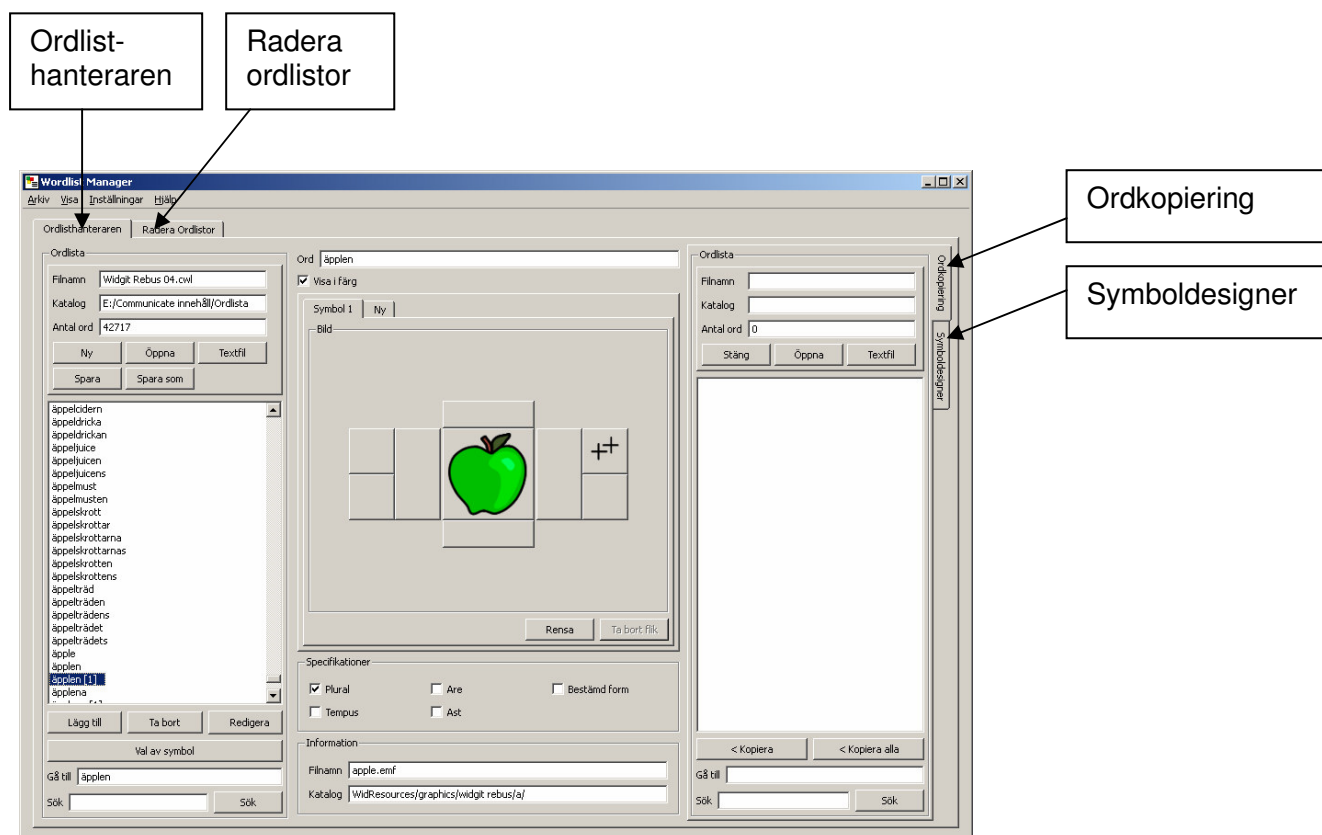 Ordlist-
hanteraren
Radera
ordlistor
Ordkopiering
Symboldesigner
Wordlist Manager
Arkiv Visa Inställningar Hjälp
Ordlisthanteraren Radera Ordlistor
Ordlista
Filnamn Widgit Rebus 04.cwl
Katalog E:/Communicate innehåll/Ordlista
Antal ord 42717
Ny Öppna Textfil
Spara Spara som
äppelcidern
äppeldricka
äppeldrickan
äppeljuice
äppeljuicen
äppeljuicens
äppelmust
äppelmusten
äppelskrott
äppelskrottar
äppelskrottarna
äppelskrottarnas
äppelskrotten
äppelskrottens
äppelträd
äppelträden
äppelträdens
äppelträdet
äppelträdets
äpple
äpplen
äpplen [1]
äpplena
Lägg till Ta bort Redigera
Val av symbol
Gå till äpplen
Sök Sök
Ord äpplen
Visa i färg
Symbol 1 Ny
Bild
++
Rensa Ta bort flik
Specifikationer
Plural Are Bestämd form
Tempus Ast
Information
Filnamn apple.emf
Katalog WidResources/graphics/widgit rebus/a/
Ordlista
Filnamn
Katalog
Antal ord 0
Stäng Öppna Textfil
< Kopiera < Kopiera alla
Gå till
Sök Sök
Ordkopiering
Symboldesigner